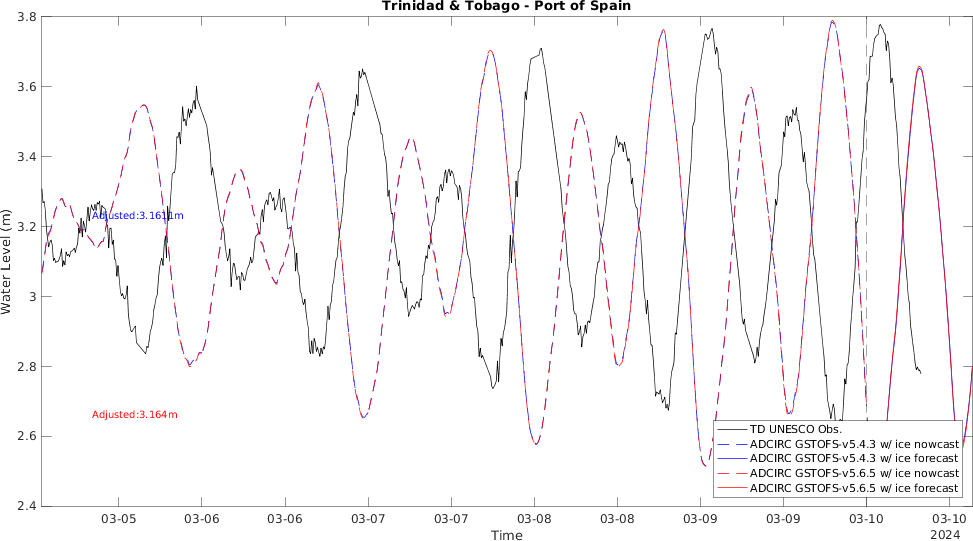 Trinidad & Tobago - Port of Spain
3.8
3.6
3.4
3.2
3
2.8
2.6
2.4
Water Level (m)
Adjusted:3.1611m
Adjusted:3.164m
TD UNESCO Obs.
ADCIRC GSTOFS-v5.4.3 w/ ice nowcast
ADCIRC GSTOFS-v5.4.3 w/ ice forecast
ADCIRC GSTOFS-v5.6.5 w/ ice nowcast
ADCIRC GSTOFS-v5.6.5 w/ ice forecast
03-05 03-06 03-06 03-07 03-07 03-08 03-08 03-09 03-09 03-10 03-10
2024
Time